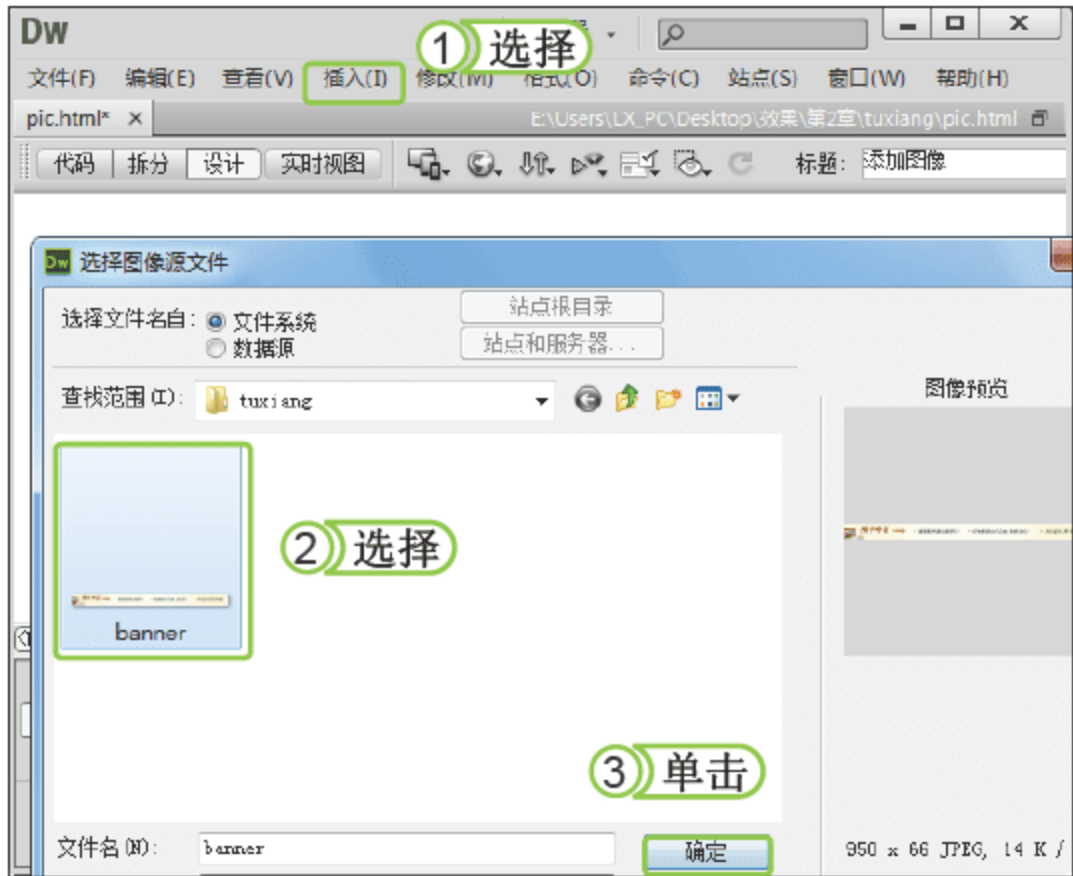 Dw
① 选择
文件(F) 编辑(E) 查看(V) 插入(I) 修改(M) 格式(O) 命令(C) 站点(S) 窗口(W) 帮助(H)
pic.html* × E:\Users\LX_PC\Desktop\效果\第2章\tuxiang\pic.html
代码 拆分 设计 实时视图 标题: 添加图像
Dw 选择图像源文件
选择文件名自: 文件系统 站点根目录
数据源 站点和服务器...
查找范围(I): tuxiang
图像预览
② 选择
banner
③ 单击
文件名(N): banner 确定 950 x 66 JPEG, 14 K /